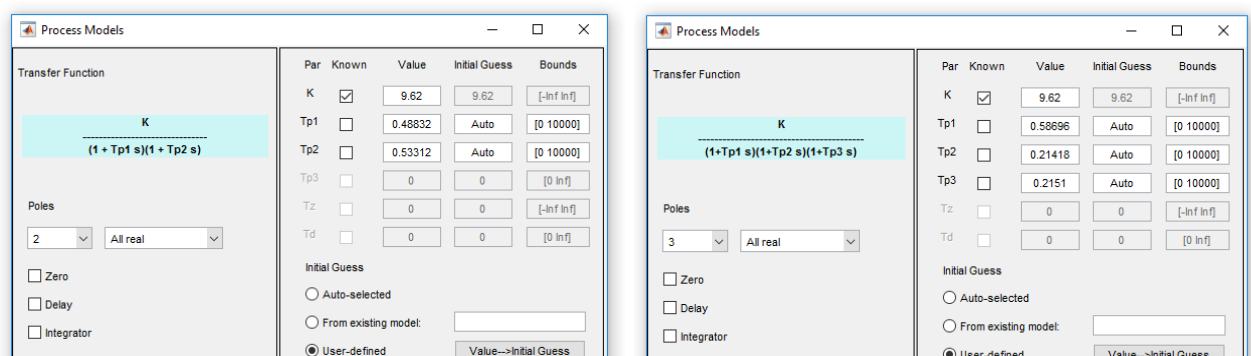 Process Models
Transfer Function
K
-------------------------------
(1 + Tp1 s)(1 + Tp2 s)
Poles
2 All real
Zero
Delay
Integrator
Par Known Value Initial Guess Bounds
K 9.62 9.62 [-Inf Inf]
Tp1 0.48832 Auto [0 10000]
Tp2 0.53312 Auto [0 10000]
Tp3 0 0 [0 Inf]
Tz 0 0 [-Inf Inf]
Td 0 0 [0 Inf]
Initial Guess
Auto-selected
From existing model:
User-defined Value-->Initial Guess
Process Models
Transfer Function
K
-----------------------------------------
(1+Tp1 s)(1+Tp2 s)(1+Tp3 s)
Poles
3 All real
Zero
Delay
Integrator
Par Known Value Initial Guess Bounds
K 9.62 9.62 [-Inf Inf]
Tp1 0.58696 Auto [0 10000]
Tp2 0.21418 Auto [0 10000]
Tp3 0.2151 Auto [0 10000]
Tz 0 0 [-Inf Inf]
Td 0 0 [0 Inf]
Initial Guess
Auto-selected
From existing model:
User-defined Value-->Initial Guess